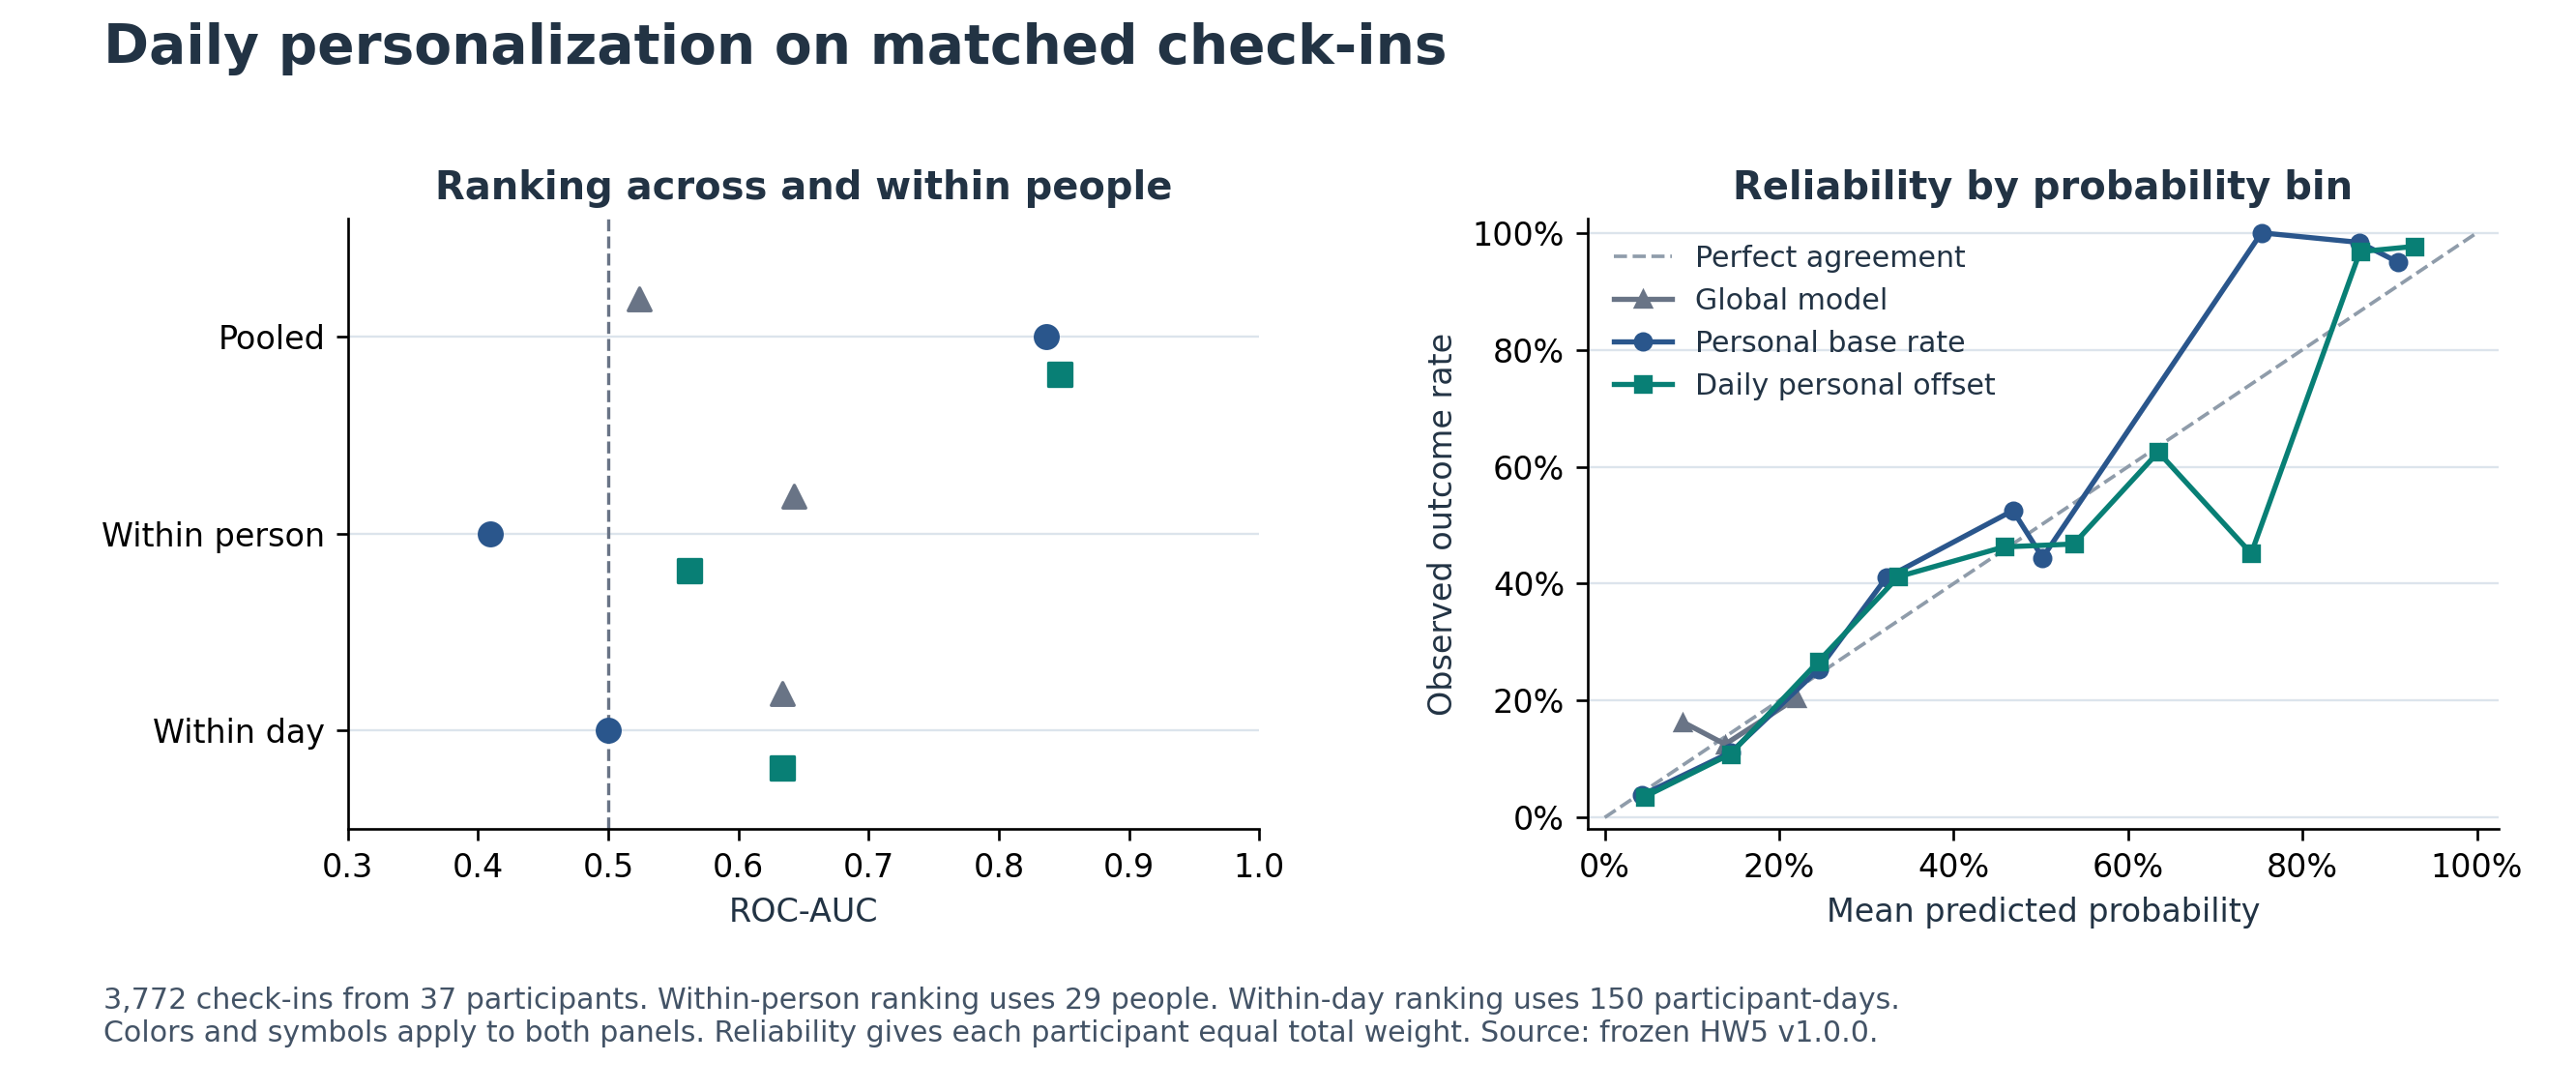 Daily personalization on matched check-ins
Ranking across and within people
Pooled
Within person
Within day
0.3 0.4 0.5 0.6 0.7 0.8 0.9 1.0
ROC-AUC
Reliability by probability bin
Observed outcome rate
100%
80%
60%
40%
20%
0%
Perfect agreement
Global model
Personal base rate
Daily personal offset
0% 20% 40% 60% 80% 100%
Mean predicted probability
3,772 check-ins from 37 participants. Within-person ranking uses 29 people. Within-day ranking uses 150 participant-days.
Colors and symbols apply to both panels. Reliability gives each participant equal total weight. Source: frozen HW5 v1.0.0.